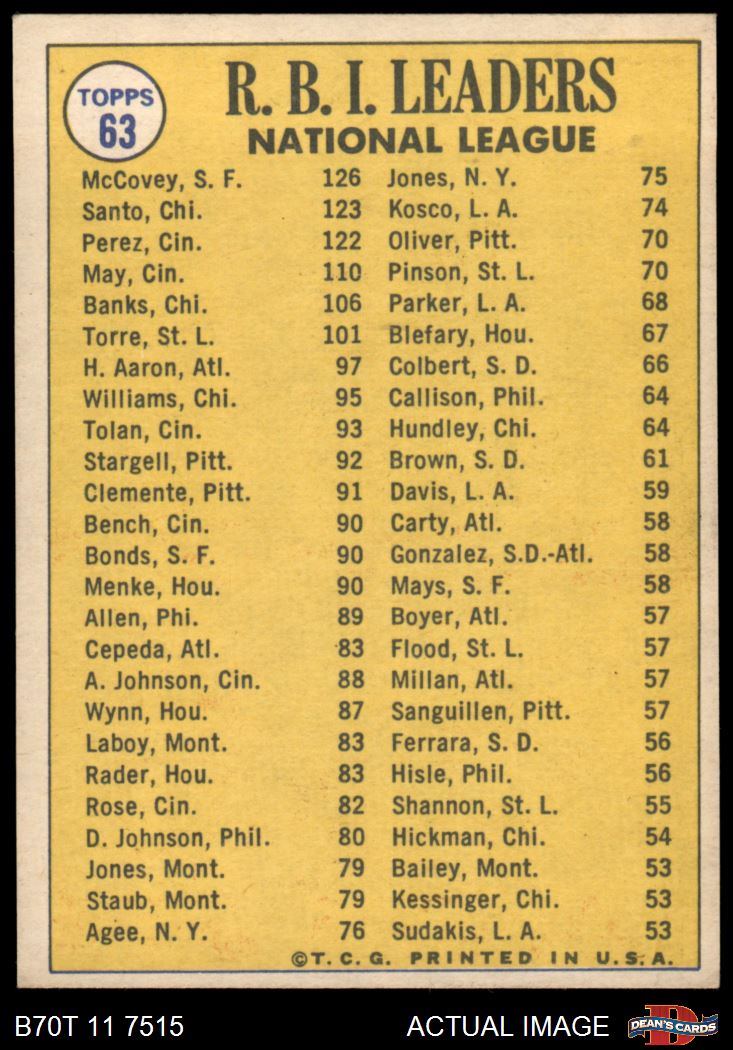 TOPPS
63
R. B. I. LEADERS
NATIONAL LEAGUE
McCovey, S. F. 126
Santo, Chi. 123
Perez, Cin. 122
May, Cin. 110
Banks, Chi. 106
Torre, St. L. 101
H. Aaron, Atl. 97
Williams, Chi. 95
Tolan, Cin. 93
Stargell, Pitt. 92
Clemente, Pitt. 91
Bench, Cin. 90
Bonds, S. F. 90
Menke, Hou. 90
Allen, Phi. 89
Cepeda, Atl. 83
A. Johnson, Cin. 88
Wynn, Hou. 87
Laboy, Mont. 83
Rader, Hou. 83
Rose, Cin. 82
D. Johnson, Phil. 80
Jones, Mont. 79
Staub, Mont. 79
Agee, N. Y. 76
Jones, N. Y. 75
Kosco, L. A. 74
Oliver, Pitt. 70
Pinson, St. L. 70
Parker, L. A. 68
Blefary, Hou. 67
Colbert, S. D. 66
Callison, Phil. 64
Hundley, Chi. 64
Brown, S. D. 61
Davis, L. A. 59
Carty, Atl. 58
Gonzalez, S.D.-Atl. 58
Mays, S. F. 58
Boyer, Atl. 57
Flood, St. L. 57
Millan, Atl. 57
Sanguillen, Pitt. 57
Ferrara, S. D. 56
Hisle, Phil. 56
Shannon, St. L. 55
Hickman, Chi. 54
Bailey, Mont. 53
Kessinger, Chi. 53
Sudakis, L. A. 53
©T. C. G. PRINTED IN U. S. A.
B70T 11 7515
ACTUAL IMAGE
D
DEAN'S CARDS